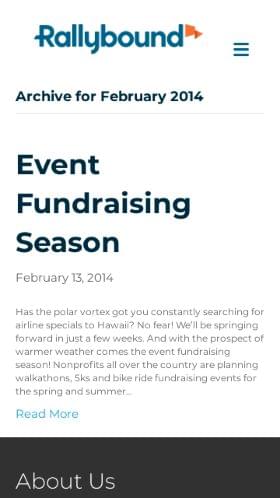 Rallybound
Archive for February 2014
Event
Fundraising
Season
February 13, 2014
Has the polar vortex got you constantly searching for
airline specials to Hawaii? No fear! We'll be springing
forward in just a few weeks. And with the prospect of
warmer weather comes the event fundraising
season! Nonprofits all over the country are planning
walkathons, 5ks and bike ride fundraising events for
the spring and summer...
Read More
About Us